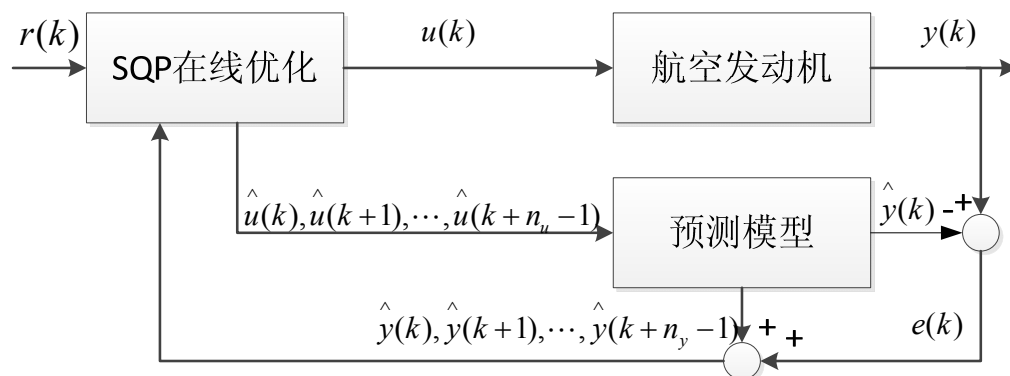 r(k)
SQP在线优化
u(k)
航空发动机
y(k)
û(k),û(k+1),⋯,û(k+n_u−1)
预测模型
ŷ(k)
-
+
ŷ(k),ŷ(k+1),⋯,ŷ(k+n_y−1)
+
+
e(k)